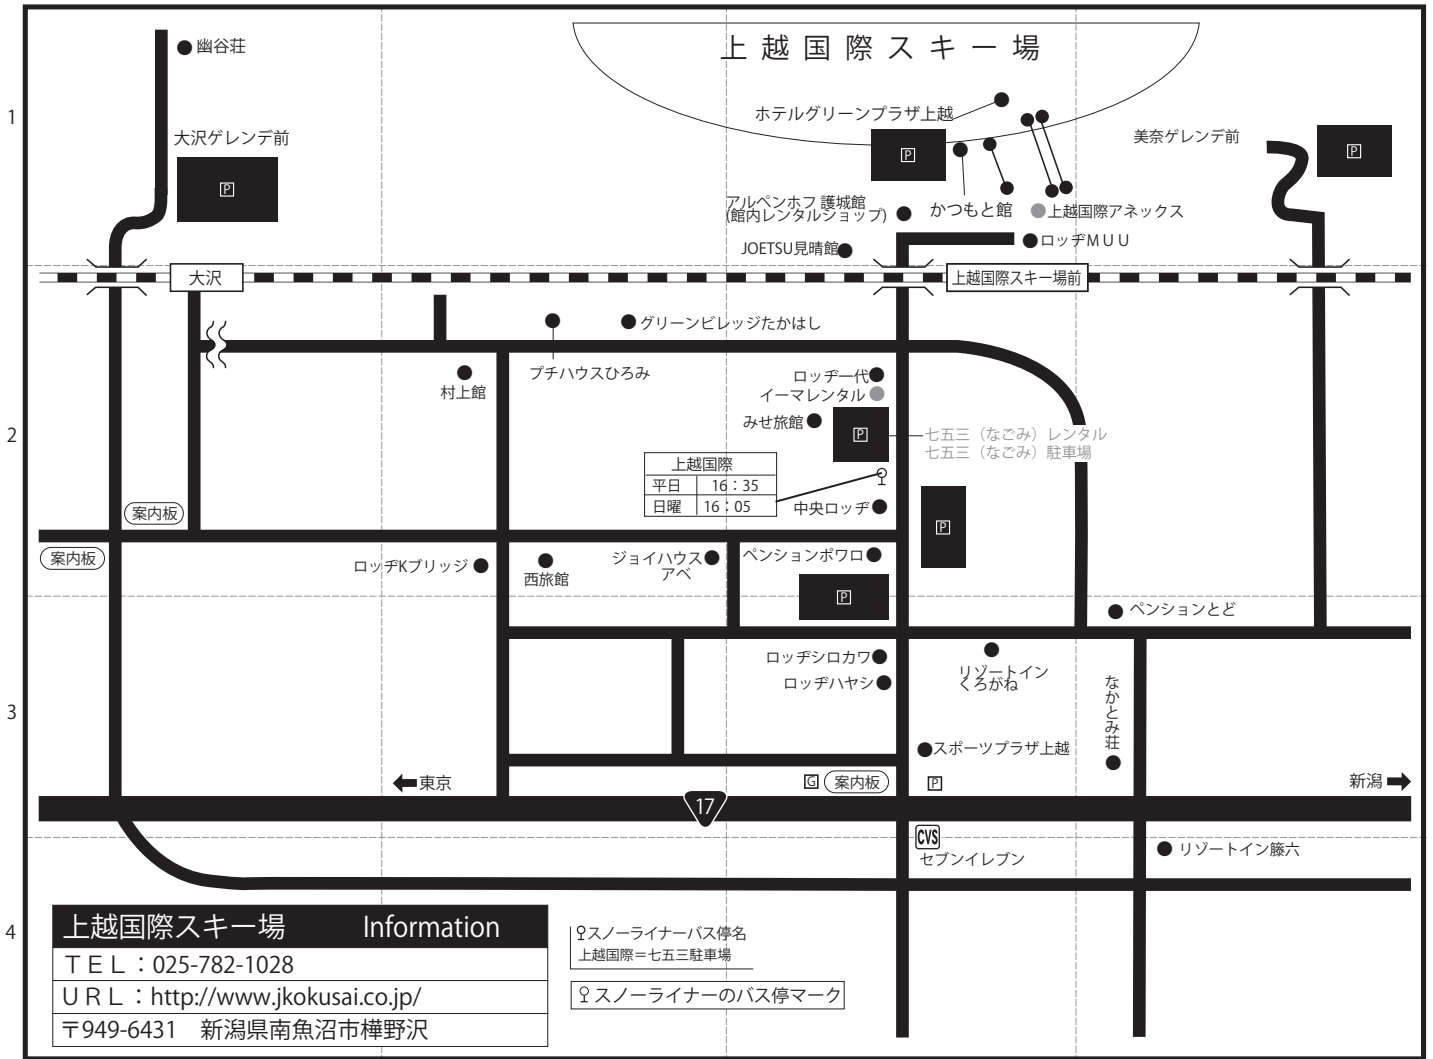 上越国際スキー場
幽谷荘
1
ホテルグリーンプラザ上越
大沢ゲレンデ前
美奈ゲレンデ前
P
P
P
アルペンホフ 護城館
(館内レンタルショップ)
かつもと館
上越国際アネックス
JOETSU見晴館
ロッヂMUU
大沢
上越国際スキー場前
グリーンビレッジたかはし
プチハウスひろみ
村上館
ロッヂ一代
イーマレンタル
みせ旅館
2
P
七五三（なごみ）レンタル
七五三（なごみ）駐車場
上越国際
平日 16：35
日曜 16：05
中央ロッヂ
案内板
P
案内板
ロッヂKブリッジ
西旅館
ジョイハウス
アベ
ペンションポワロ
P
ペンションとど
ロッヂシロカワ
ロッヂハヤシ
リゾートイン
くろがね
なかとみ荘
3
スポーツプラザ上越
東京
G
案内板
P
新潟
17
CVS
セブンイレブン
リゾートイン籐六
4
上越国際スキー場 Information
TEL：025-782-1028
URL：http://www.jkokusai.co.jp/
〒949-6431 新潟県南魚沼市樺野沢
スノーライナーバス停名
上越国際＝七五三駐車場
スノーライナーのバス停マーク